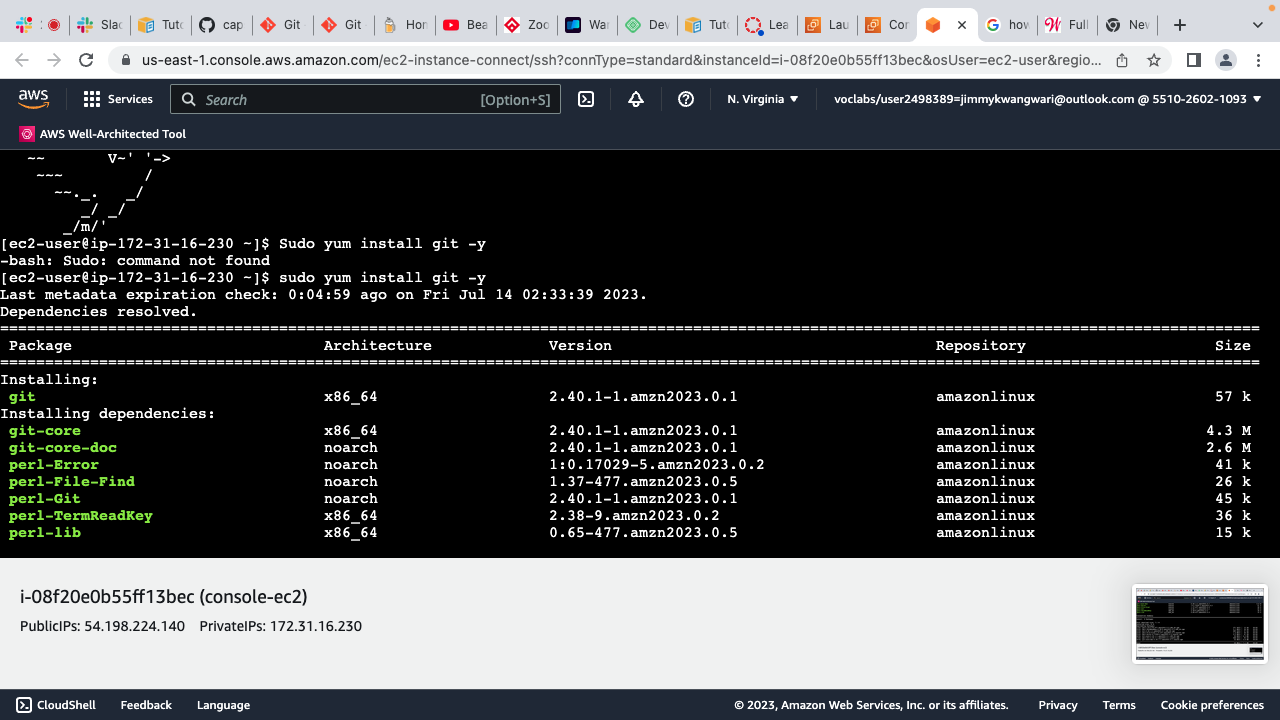 Slac
Tuto
cap
Git
Git
Hon
Bea
Zoo
War
Dev
Tuto
Lea
Lau
Con
how
Full
New
us-east-1.console.aws.amazon.com/ec2-instance-connect/ssh?connType=standard&instanceId=i-08f20e0b55ff13bec&osUser=ec2-user&regio...
aws Services Search [Option+S] N. Virginia voclabs/user2498389=jimmykwangwari@outlook.com @ 5510-2602-1093
AWS Well-Architected Tool
~~       V~' '->
~~~         /
~~._.   _/
_/ _/
_/m/'
[ec2-user@ip-172-31-16-230 ~]$ Sudo yum install git -y
-bash: Sudo: command not found
[ec2-user@ip-172-31-16-230 ~]$ sudo yum install git -y
Last metadata expiration check: 0:04:59 ago on Fri Jul 14 02:33:39 2023.
Dependencies resolved.
Package Architecture Version Repository Size
Installing:
git x86_64 2.40.1-1.amzn2023.0.1 amazonlinux 57 k
Installing dependencies:
git-core x86_64 2.40.1-1.amzn2023.0.1 amazonlinux 4.3 M
git-core-doc noarch 2.40.1-1.amzn2023.0.1 amazonlinux 2.6 M
perl-Error noarch 1:0.17029-5.amzn2023.0.2 amazonlinux 41 k
perl-File-Find noarch 1.37-477.amzn2023.0.5 amazonlinux 26 k
perl-Git noarch 2.40.1-1.amzn2023.0.1 amazonlinux 45 k
perl-TermReadKey x86_64 2.38-9.amzn2023.0.2 amazonlinux 36 k
perl-lib x86_64 0.65-477.amzn2023.0.5 amazonlinux 15 k
i-08f20e0b55ff13bec (console-ec2)
PublicIPs: 54.198.224.140 PrivateIPs: 172.31.16.230
CloudShell Feedback Language © 2023, Amazon Web Services, Inc. or its affiliates. Privacy Terms Cookie preferences